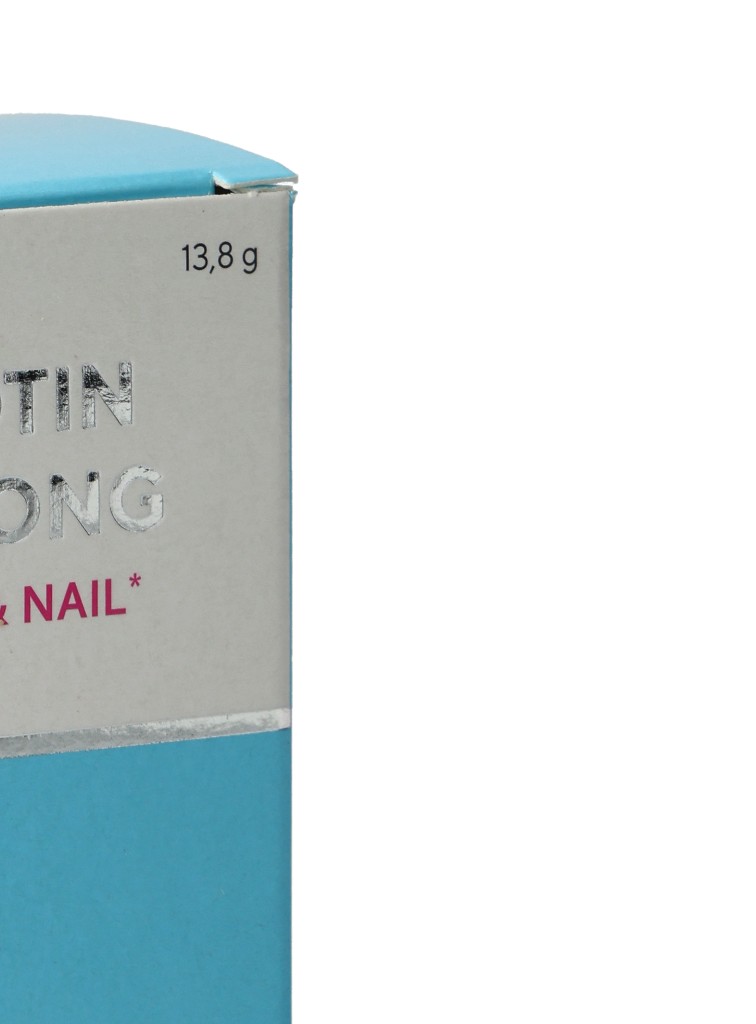 13,8 g
OTIN
ONG
& NAIL*